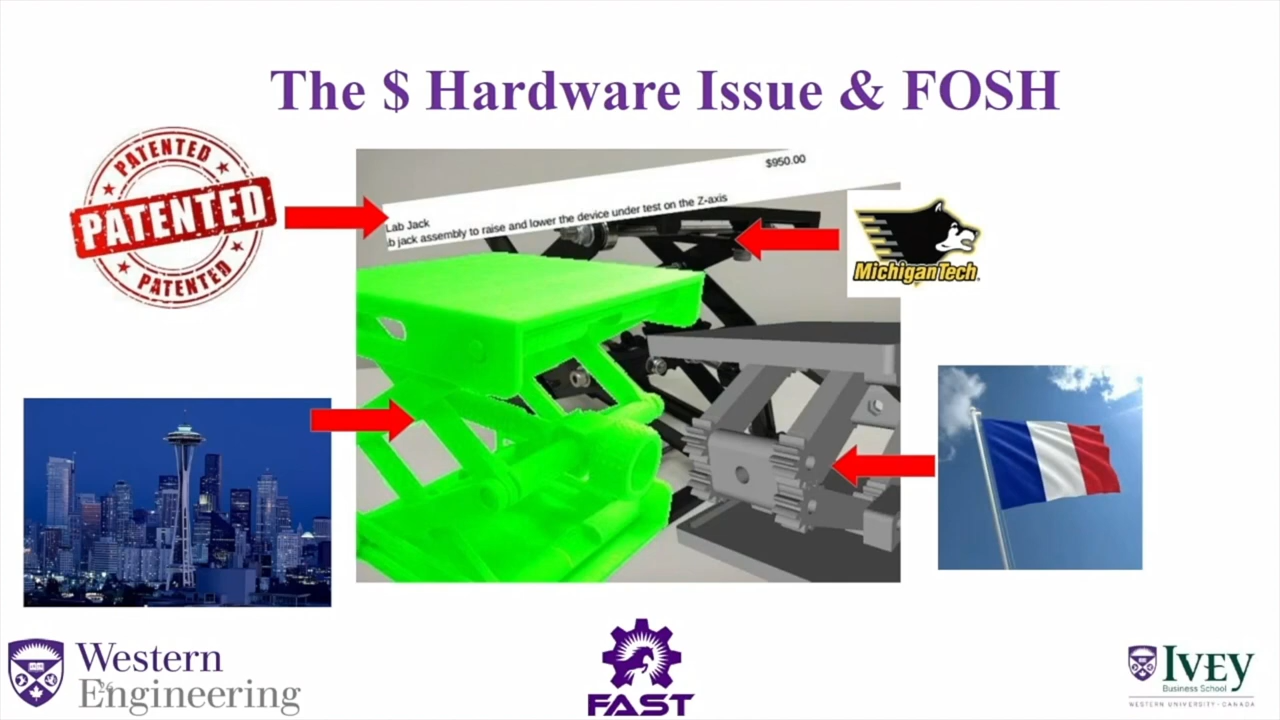 The $ Hardware Issue & FOSH
PATENTED
PATENTED
PATENTED
$950.00
Lab Jack
b jack assembly to raise and lower the device under test on the Z-axis
MichiganTech
Western
Engineering
26
FAST
IVEY
Business School
WESTERN UNIVERSITY · CANADA